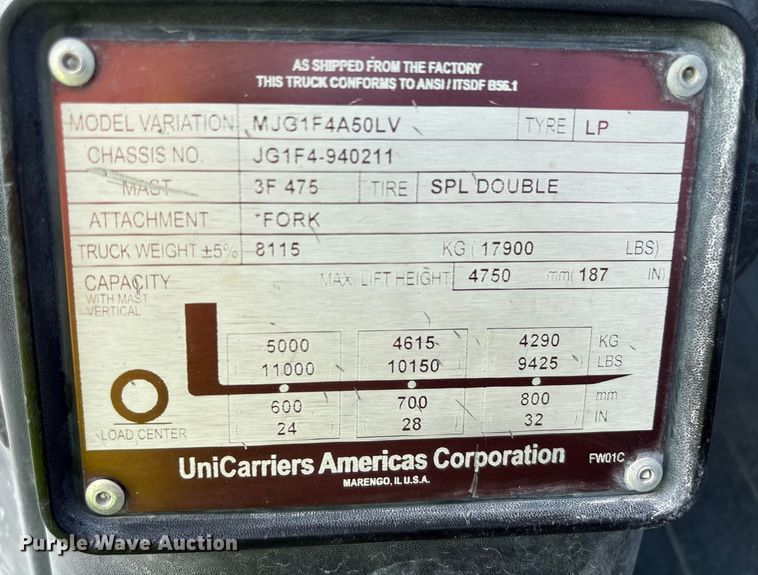 AS SHIPPED FROM THE FACTORY
THIS TRUCK CONFORMS TO ANSI / ITSDF B56.1
MODEL VARIATION MJG1F4A50LV TYPE LP
CHASSIS NO. JG1F4-940211
MAST 3F 475 TIRE SPL DOUBLE
ATTACHMENT *FORK
TRUCK WEIGHT ±5% 8115 KG ( 17900 LBS)
CAPACITY MAX. LIFT HEIGHT 4750 mm( 187 IN)
WITH MAST
VERTICAL
5000 4615 4290 KG
11000 10150 9425 LBS
600 700 800 mm
24 28 32 IN
LOAD CENTER
UniCarriers Americas Corporation FW01C
MARENGO, IL U.S.A.
Purple Wave Auction